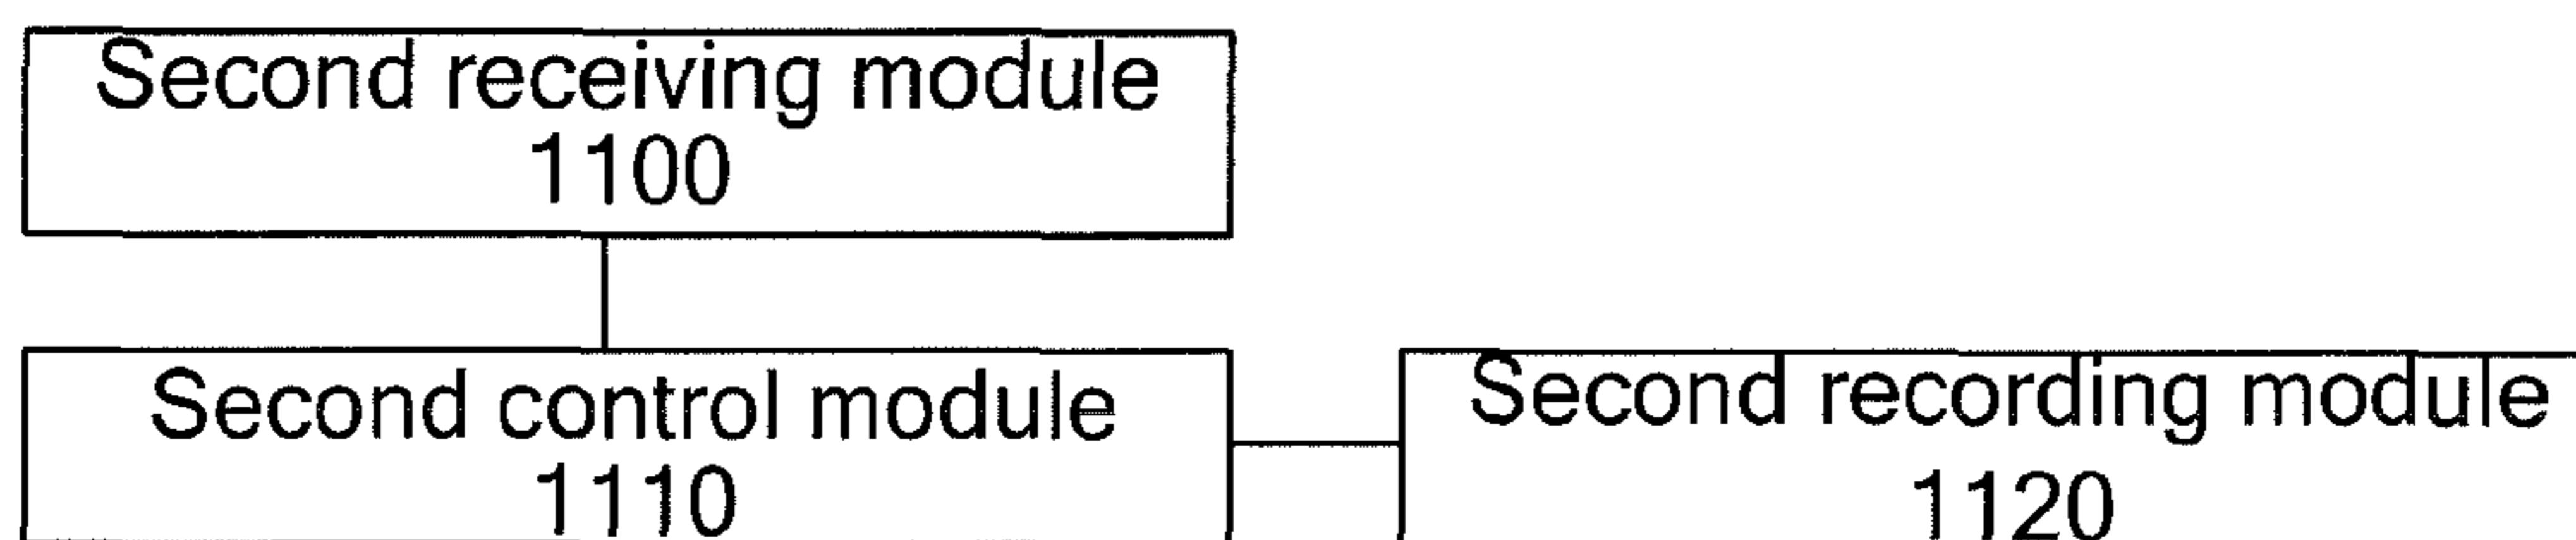 Second receiving module
1100
Second control module
1110
Second recording module
1120